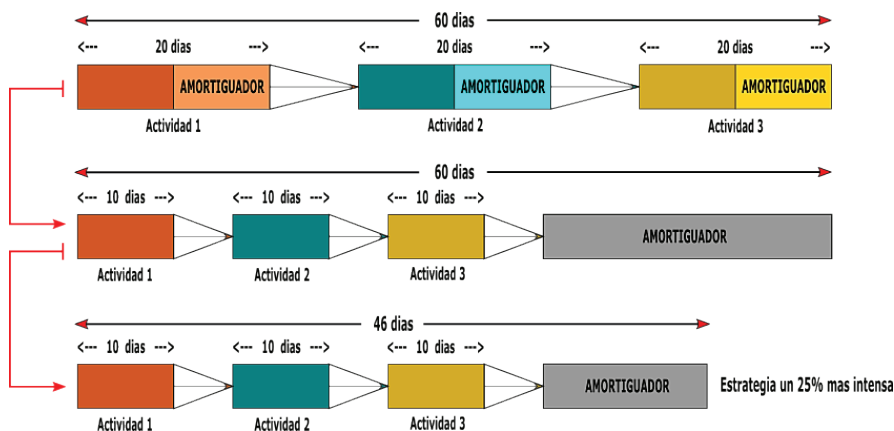 60 dias
<--- 20 dias ---> <--- 20 dias ---> <--- 20 dias --->
AMORTIGUADOR AMORTIGUADOR AMORTIGUADOR
Actividad 1 Actividad 2 Actividad 3
60 dias
<--- 10 dias ---> <--- 10 dias ---> <--- 10 dias --->
AMORTIGUADOR
Actividad 1 Actividad 2 Actividad 3
46 dias
<--- 10 dias ---> <--- 10 dias ---> <--- 10 dias --->
AMORTIGUADOR Estrategia un 25% mas intensa
Actividad 1 Actividad 2 Actividad 3